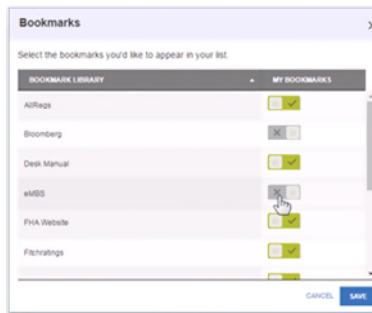 Bookmarks
Select the bookmarks you'd like to appear in your list.
BOOKMARK LIBRARY MY BOOKMARKS
AllRegs
Bloomberg
Desk Manual
eMBS
FHA Website
Fitchratings
CANCEL SAVE